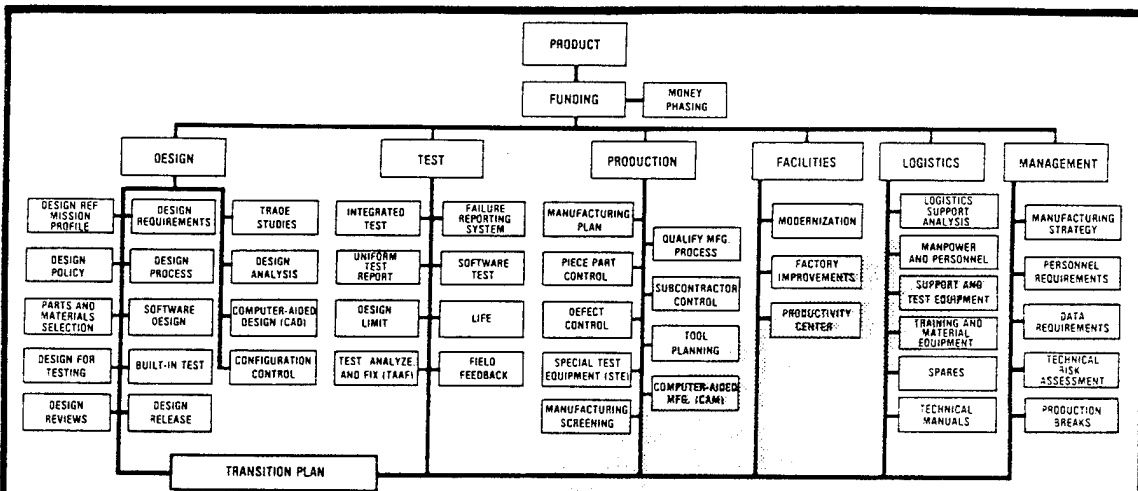 PRODUCT
FUNDING
MONEY
PHASING
DESIGN
TEST
PRODUCTION
FACILITIES
LOGISTICS
MANAGEMENT
DESIGN REF
MISSION
PROFILE
DESIGN
REQUIREMENTS
TRADE
STUDIES
DESIGN
POLICY
DESIGN
PROCESS
DESIGN
ANALYSIS
PARTS AND
MATERIALS
SELECTION
SOFTWARE
DESIGN
COMPUTER-AIDED
DESIGN (CAD)
DESIGN FOR
TESTING
BUILT-IN TEST
CONFIGURATION
CONTROL
DESIGN
REVIEWS
DESIGN
RELEASE
INTEGRATED
TEST
FAILURE
REPORTING
SYSTEM
UNIFORM
TEST
REPORT
SOFTWARE
TEST
DESIGN
LIMIT
LIFE
TEST ANALYZE
AND FIX (TAAF)
FIELD
FEEDBACK
MANUFACTURING
PLAN
QUALIFY MFG.
PROCESS
PIECE PART
CONTROL
SUBCONTRACTOR
CONTROL
DEFECT
CONTROL
TOOL
PLANNING
SPECIAL TEST
EQUIPMENT (STE)
COMPUTER-AIDED
MFG. (CAM)
MANUFACTURING
SCREENING
MODERNIZATION
FACTORY
IMPROVEMENTS
PRODUCTIVITY
CENTER
LOGISTICS
SUPPORT
ANALYSIS
MANPOWER
AND PERSONNEL
SUPPORT AND
TEST EQUIPMENT
TRAINING AND
MATERIAL
EQUIPMENT
SPARES
TECHNICAL
MANUALS
MANUFACTURING
STRATEGY
PERSONNEL
REQUIREMENTS
DATA
REQUIREMENTS
TECHNICAL
RISK
ASSESSMENT
PRODUCTION
BREAKS
TRANSITION PLAN